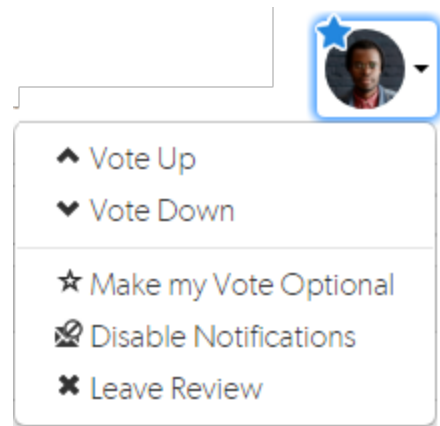 Vote Up
Vote Down
Make my Vote Optional
Disable Notifications
Leave Review